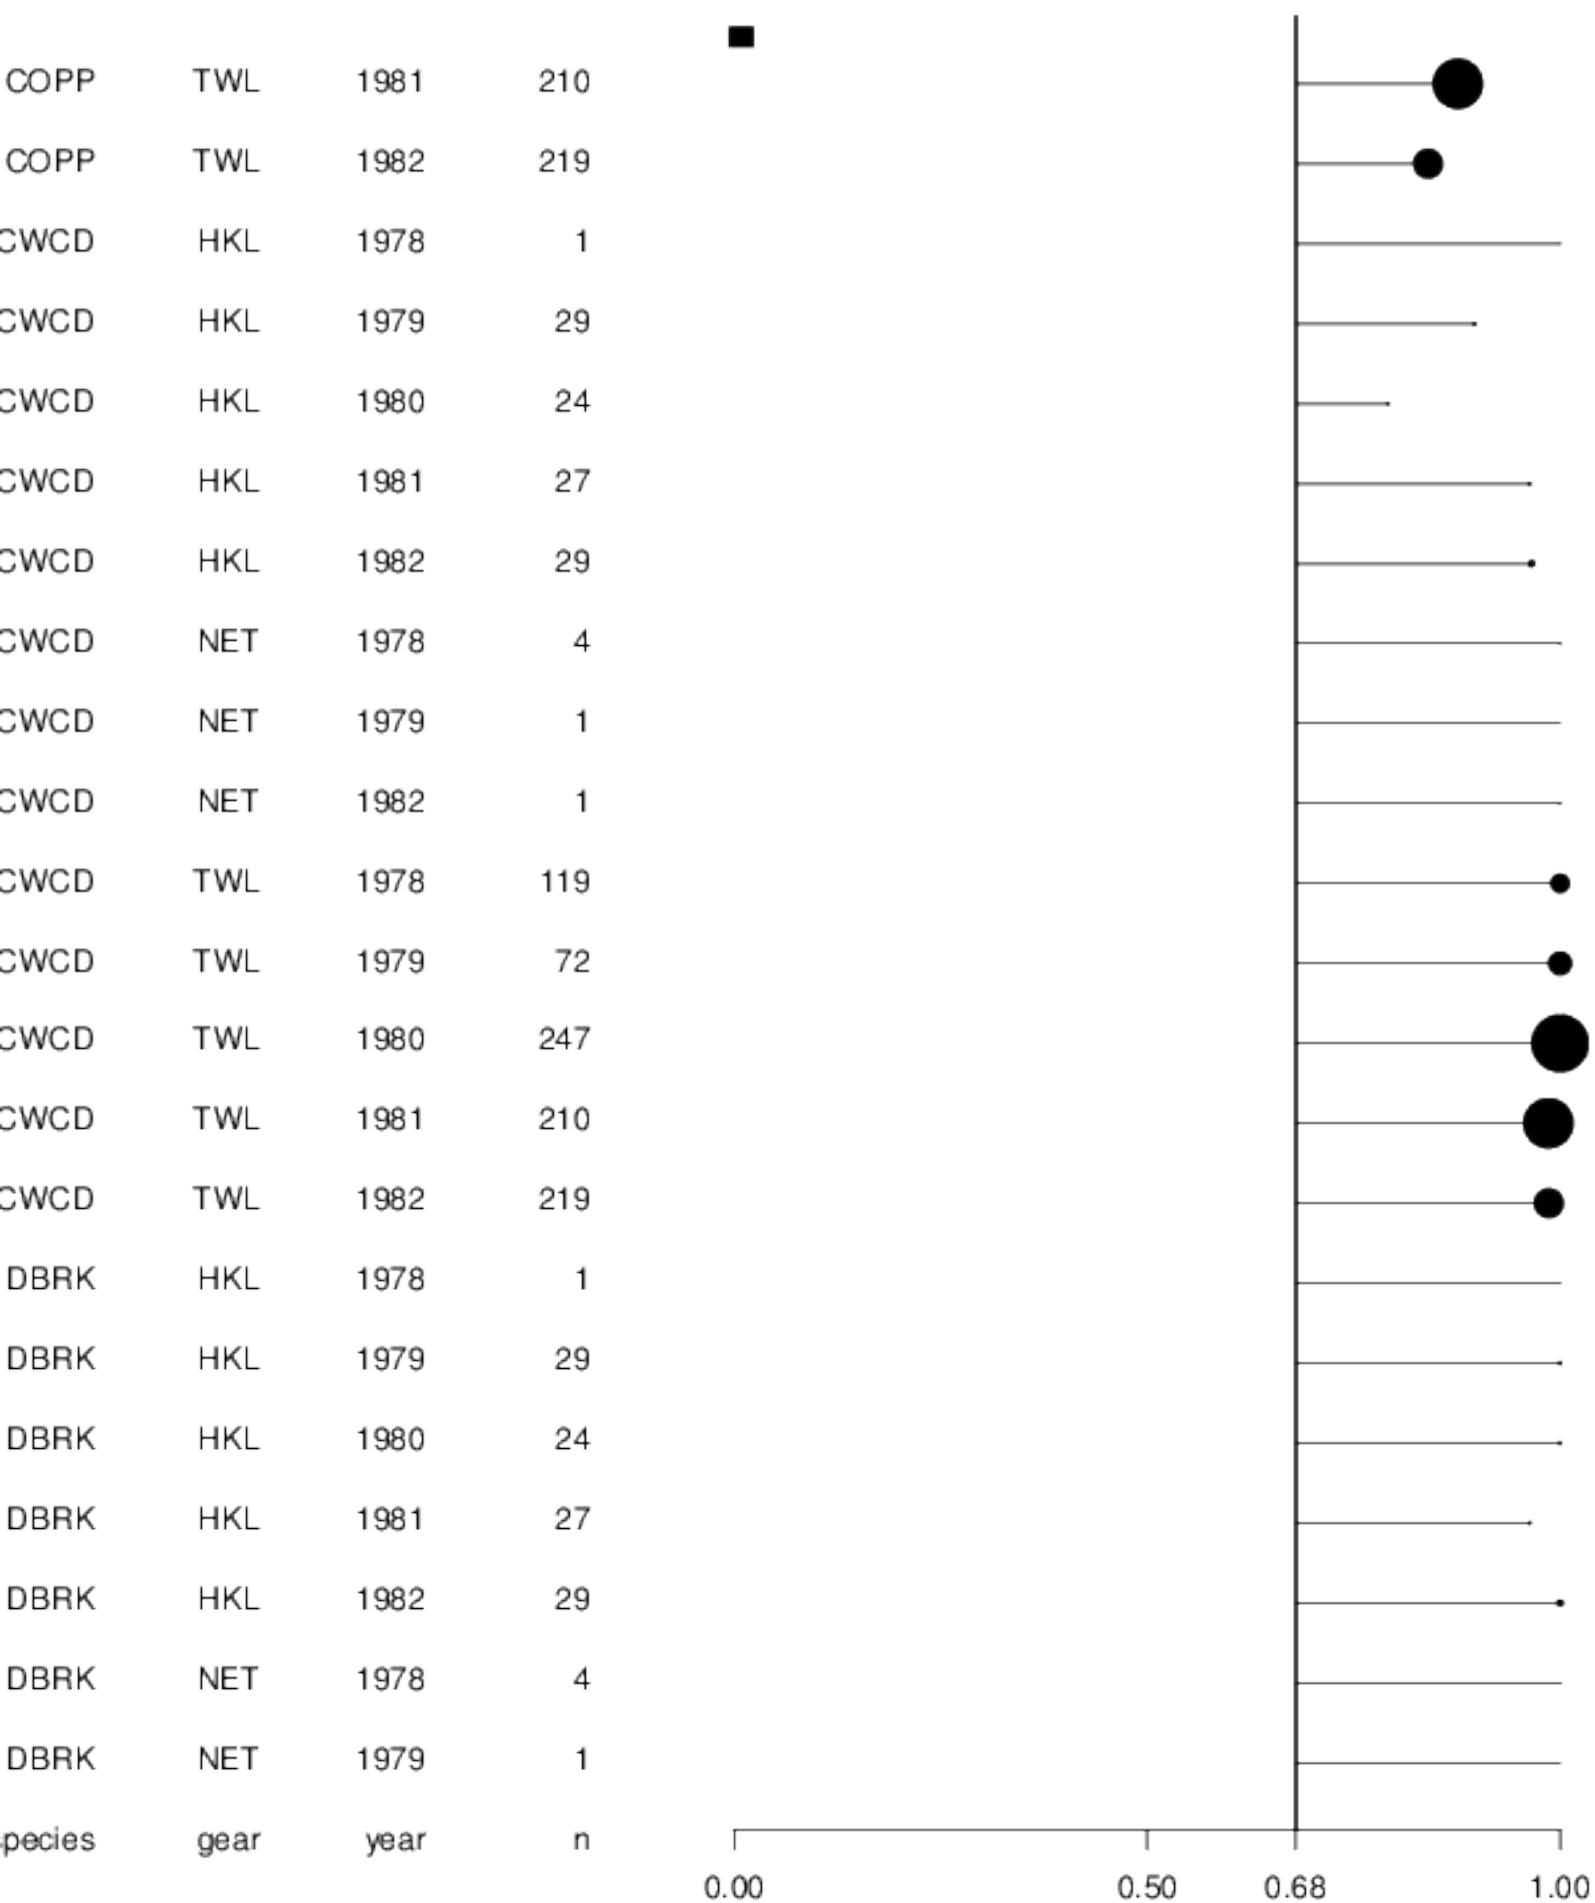 COPP TWL 1981 210
COPP TWL 1982 219
CWCD HKL 1978 1
CWCD HKL 1979 29
CWCD HKL 1980 24
CWCD HKL 1981 27
CWCD HKL 1982 29
CWCD NET 1978 4
CWCD NET 1979 1
CWCD NET 1982 1
CWCD TWL 1978 119
CWCD TWL 1979 72
CWCD TWL 1980 247
CWCD TWL 1981 210
CWCD TWL 1982 219
DBRK HKL 1978 1
DBRK HKL 1979 29
DBRK HKL 1980 24
DBRK HKL 1981 27
DBRK HKL 1982 29
DBRK NET 1978 4
DBRK NET 1979 1
pecies gear year n
0.00 0.50 0.68 1.00